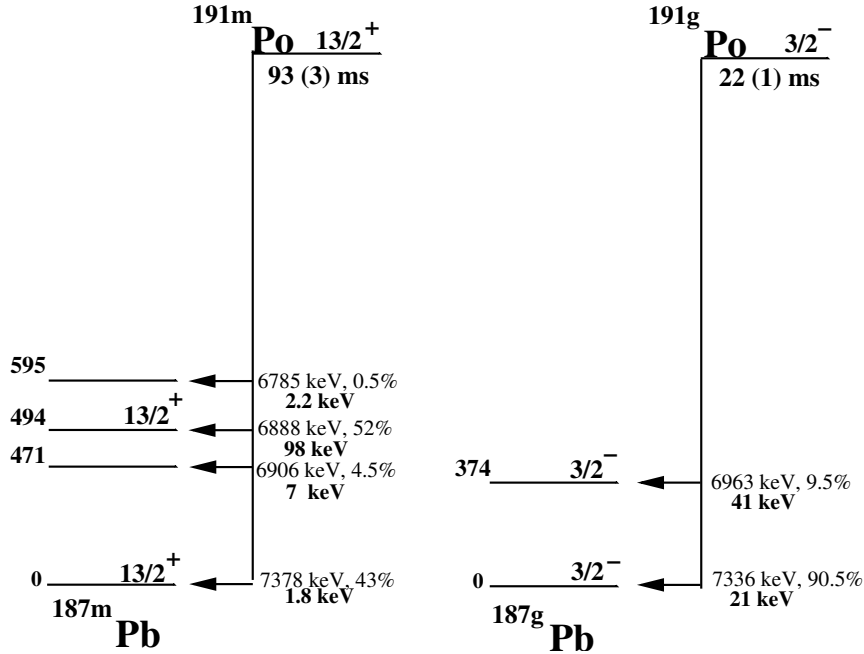 191m
Po 13/2+
93 (3) ms
595
6785 keV, 0.5%
2.2 keV
494 13/2+
6888 keV, 52%
98 keV
471
6906 keV, 4.5%
7 keV
0 13/2+
7378 keV, 43%
1.8 keV
187m
Pb
191g
Po 3/2−
22 (1) ms
374 3/2−
6963 keV, 9.5%
41 keV
0 3/2−
7336 keV, 90.5%
21 keV
187g
Pb